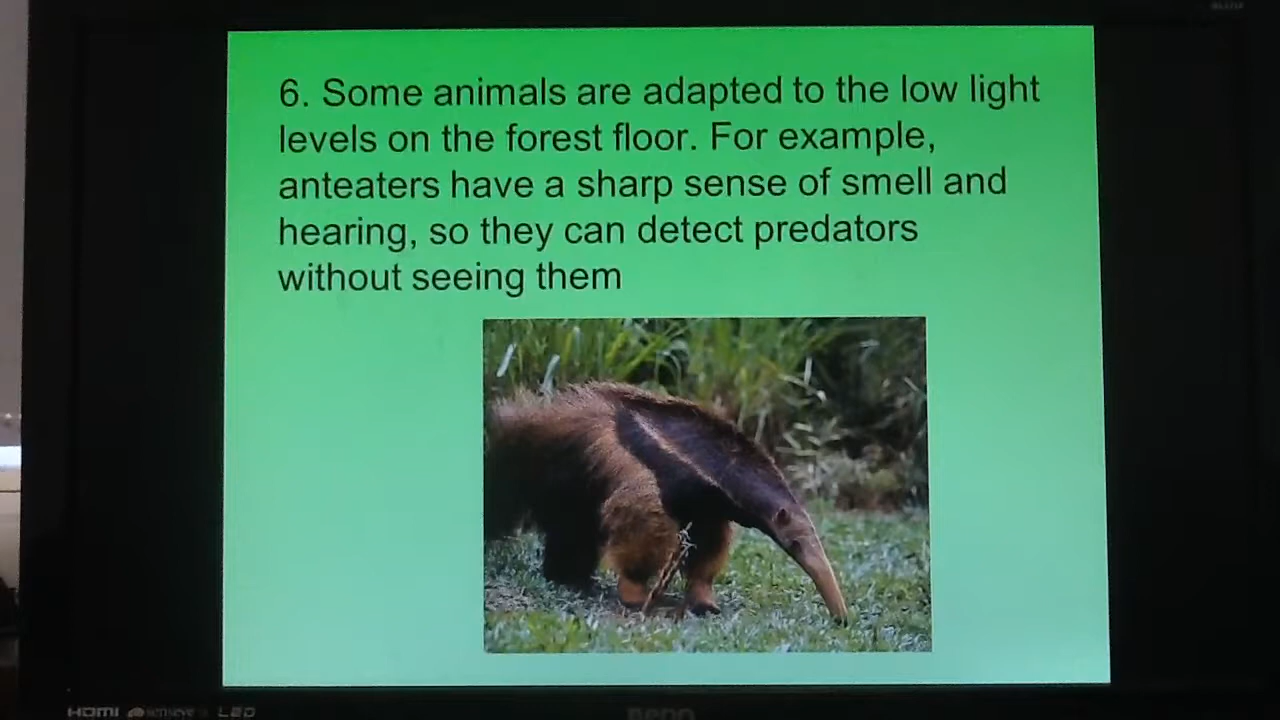 6. Some animals are adapted to the low light
levels on the forest floor. For example,
anteaters have a sharp sense of smell and
hearing, so they can detect predators
without seeing them
HDMI
LED
BenQ